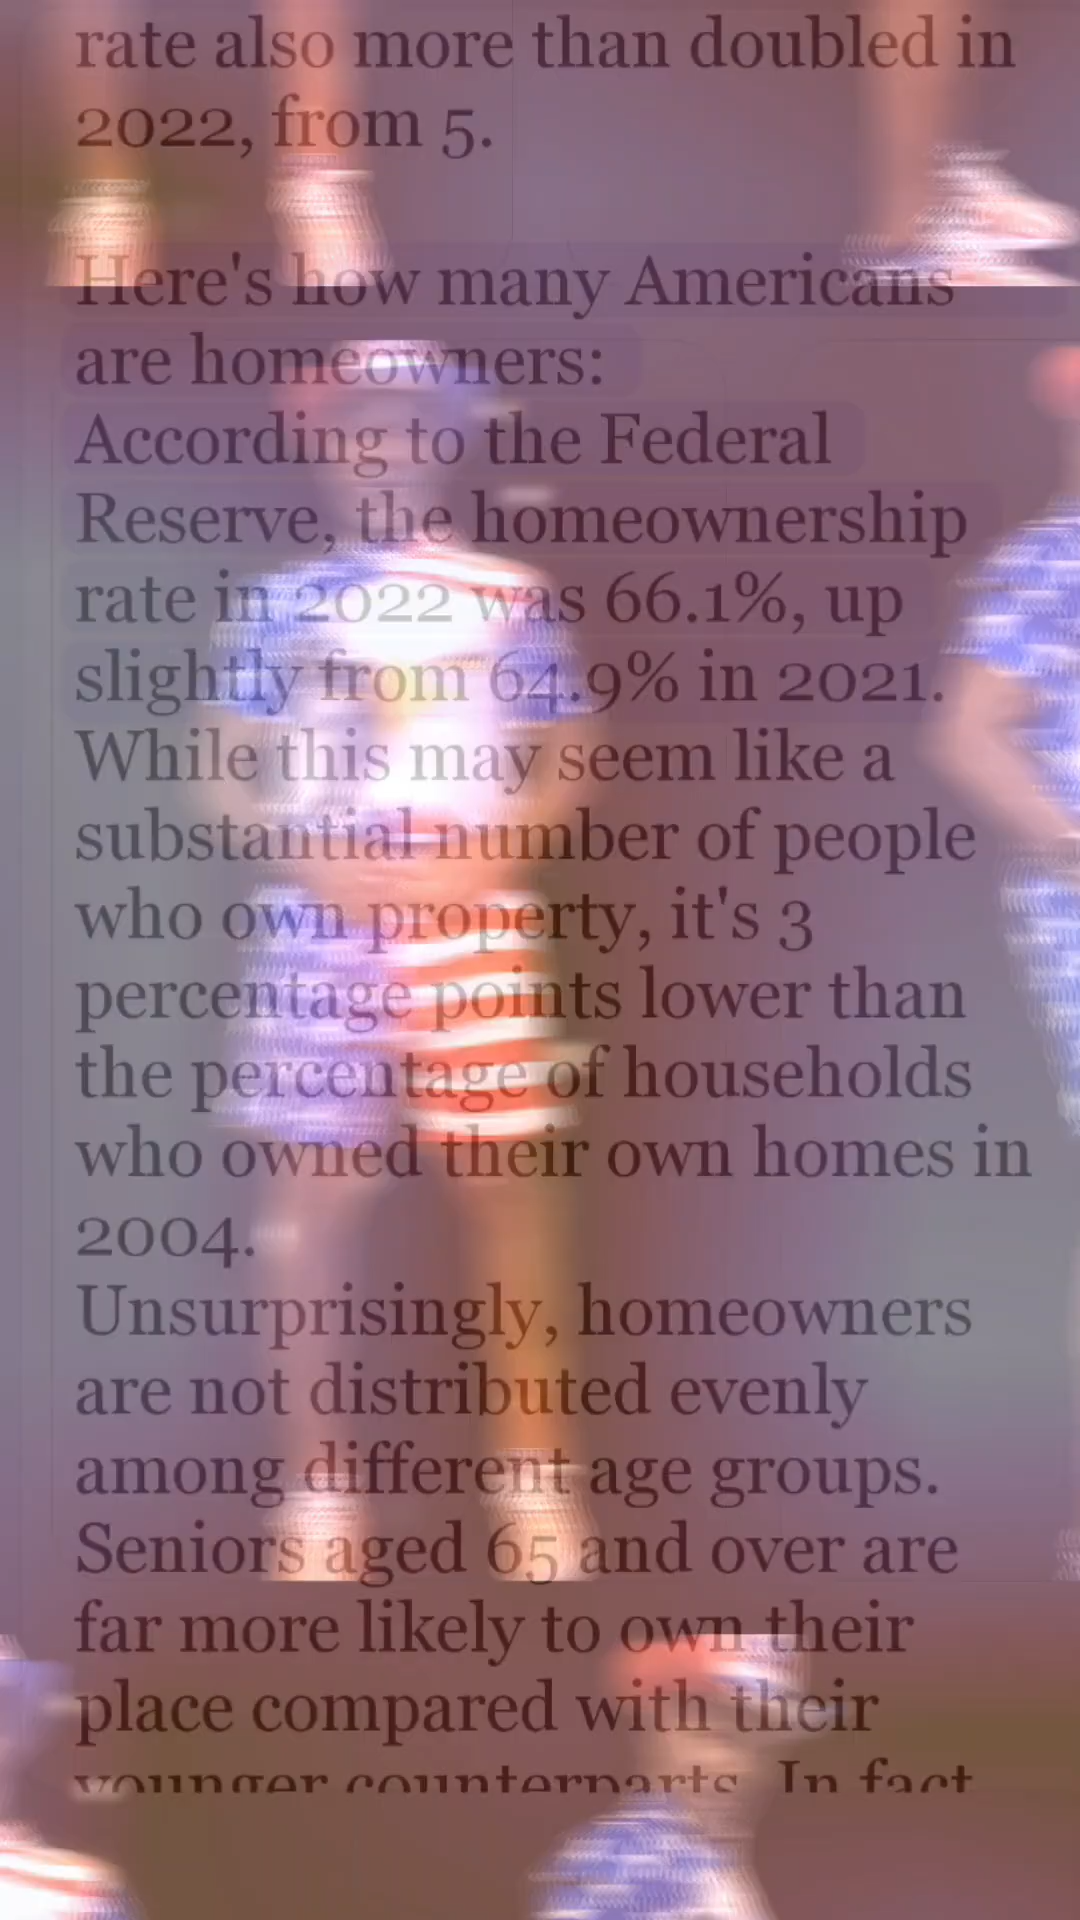 rate also more than doubled in
2022, from 5.
Here's how many Americans
are homeowners:
According to the Federal
Reserve, the homeownership
rate in 2022 was 66.1%, up
slightly from 64.9% in 2021.
While this may seem like a
substantial number of people
who own property, it's 3
percentage points lower than
the percentage of households
who owned their own homes in
2004.
Unsurprisingly, homeowners
are not distributed evenly
among different age groups.
Seniors aged 65 and over are
far more likely to own their
place compared with their
younger counterparts. In fact